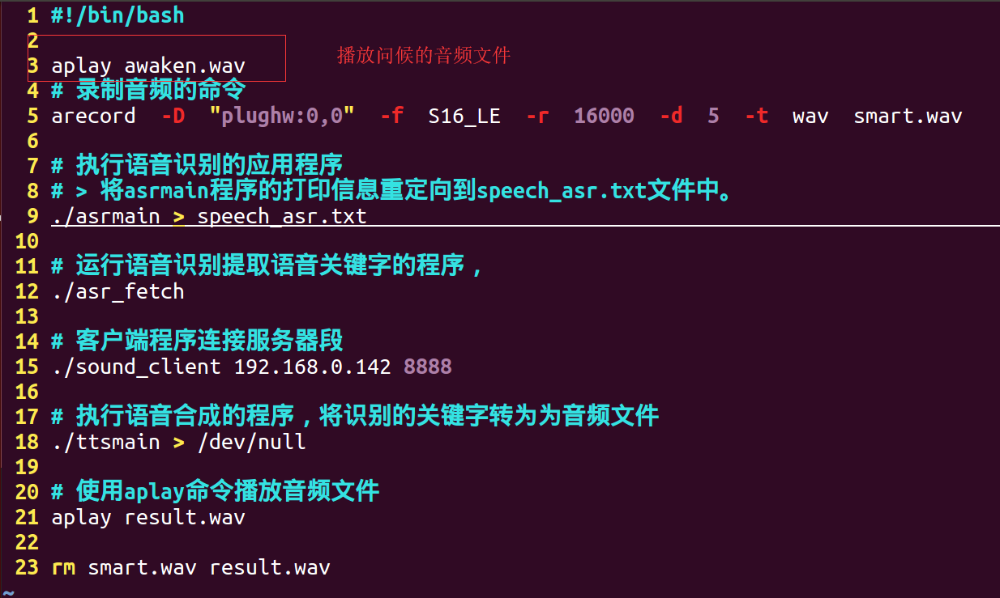 1 #!/bin/bash
2
3 aplay awaken.wav
播放问候的音频文件
4 # 录制音频的命令
5 arecord -D "plughw:0,0" -f S16_LE -r 16000 -d 5 -t wav smart.wav
6
7 # 执行语音识别的应用程序
8 # > 将asrmain程序的打印信息重定向到speech_asr.txt文件中。
9 ./asrmain > speech_asr.txt
10
11 # 运行语音识别提取语音关键字的程序，
12 ./asr_fetch
13
14 # 客户端程序连接服务器段
15 ./sound_client 192.168.0.142 8888
16
17 # 执行语音合成的程序，将识别的关键字转为为音频文件
18 ./ttsmain > /dev/null
19
20 # 使用aplay命令播放音频文件
21 aplay result.wav
22
23 rm smart.wav result.wav
~